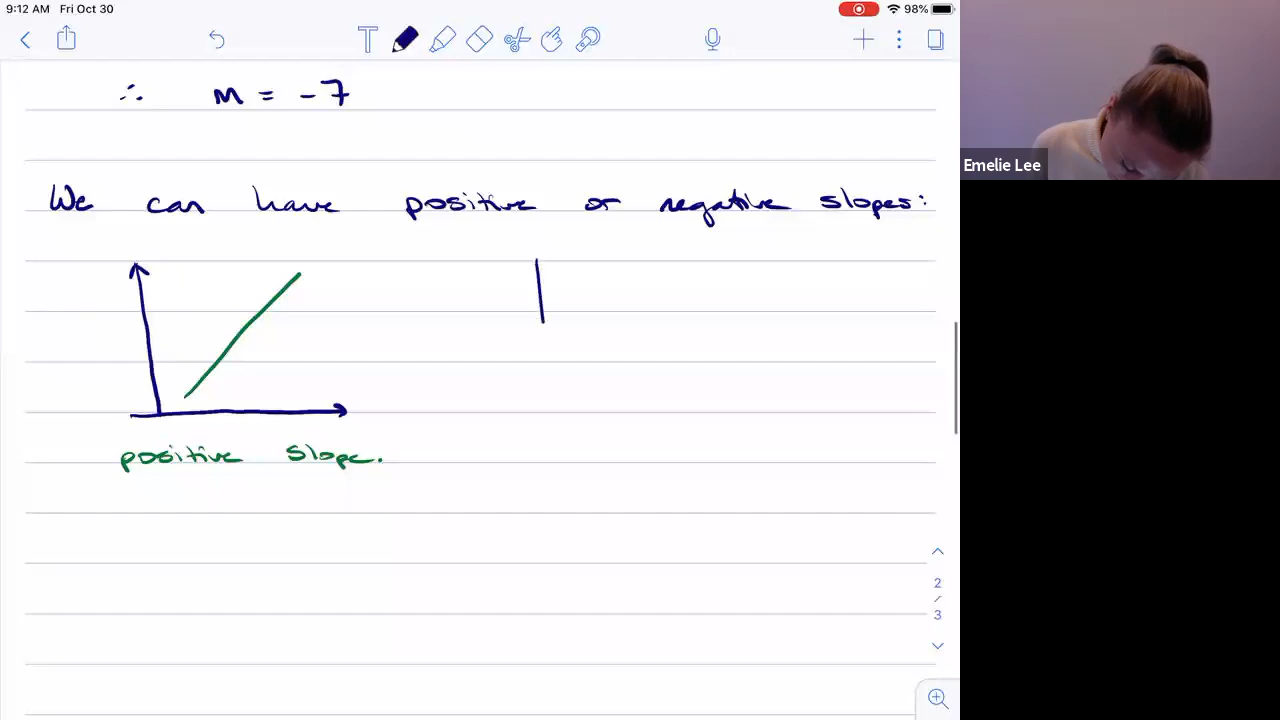 9:12 AM Fri Oct 30 98%
∴ m = -7
Emelie Lee
We can have positive or negative slopes:
positive slope.
2
/
3